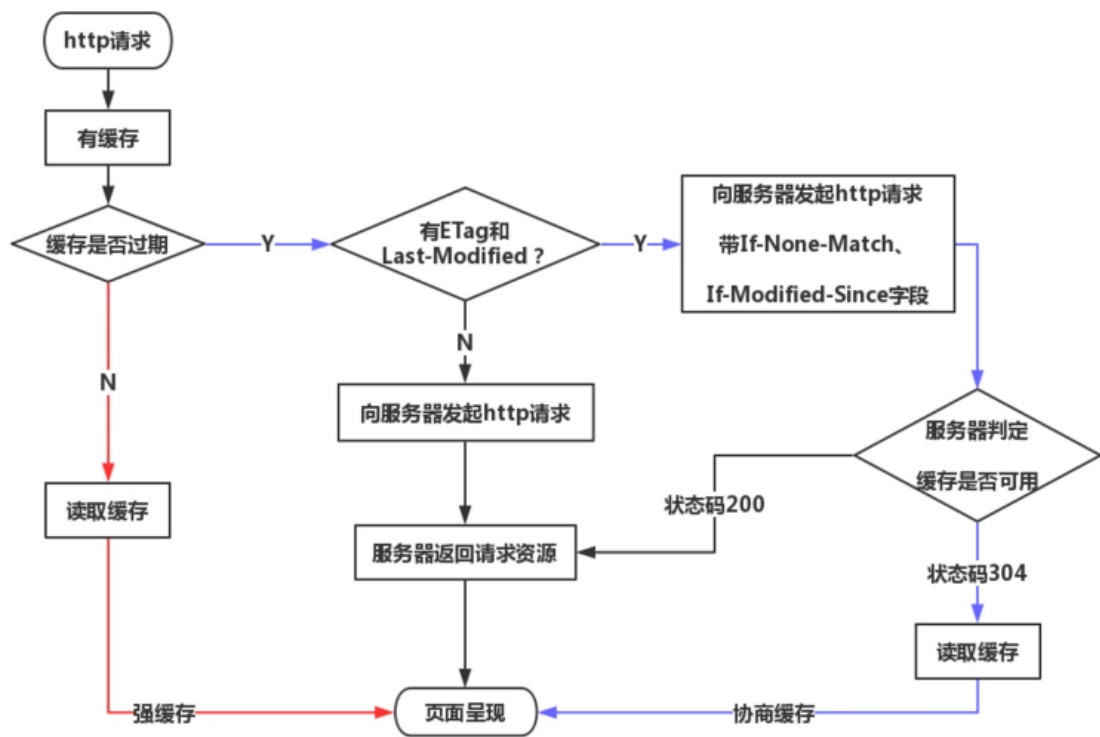 http请求
有缓存
缓存是否过期
Y
有ETag和
Last-Modified？
Y
向服务器发起http请求
带If-None-Match、
If-Modified-Since字段
N
N
向服务器发起http请求
服务器判定
缓存是否可用
读取缓存
状态码200
服务器返回请求资源
状态码304
读取缓存
强缓存
页面呈现
协商缓存